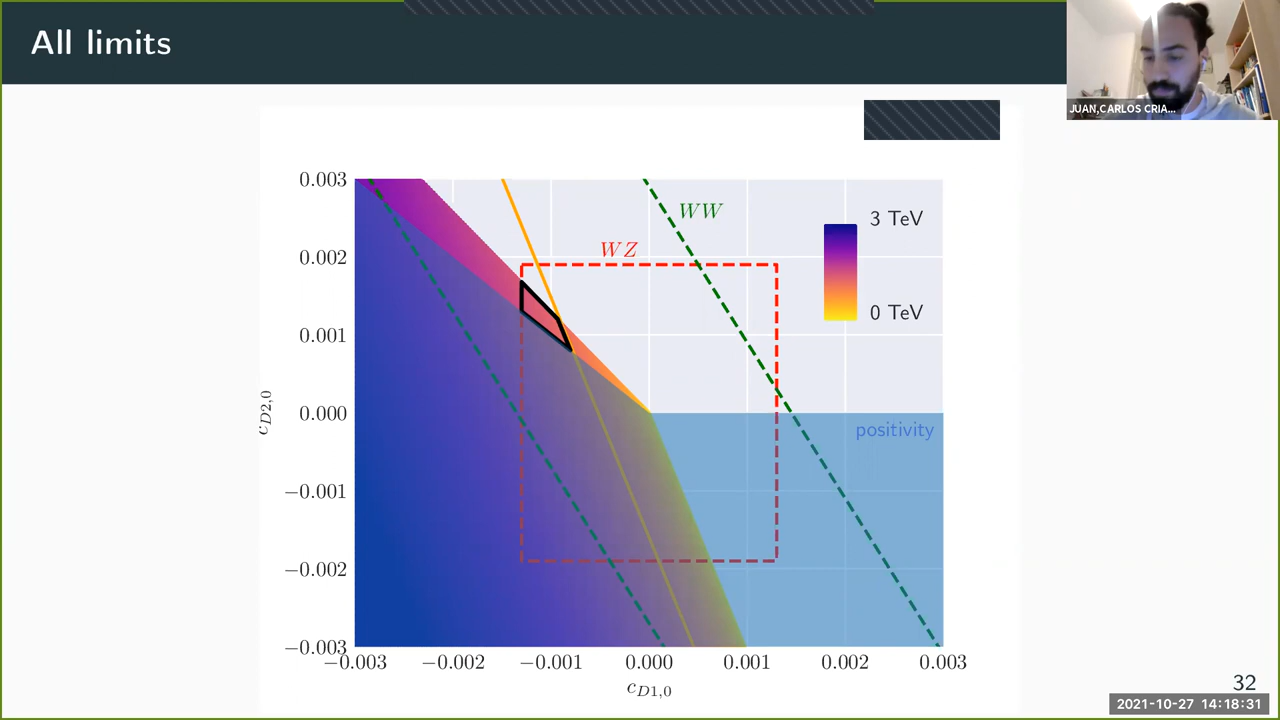 All limits
JUAN,CARLOS CRIA...
0.003
0.002
0.001
0.000
−0.001
−0.002
−0.003
c_{D2,0}
WW
WZ
3 TeV
0 TeV
positivity
−0.003 −0.002 −0.001 0.000 0.001 0.002 0.003
c_{D1,0}
32
2021-10-27 14:18:31